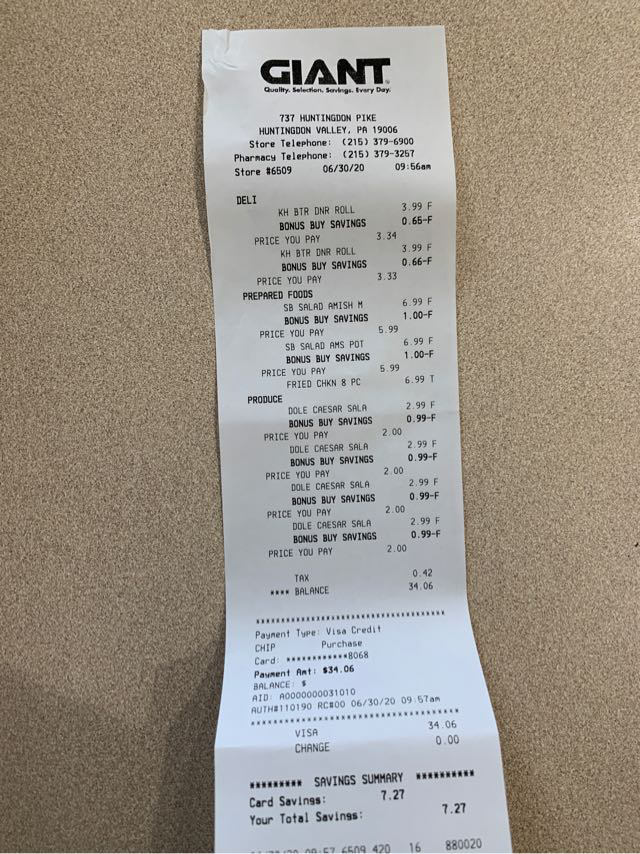 GIANT
Quality. Selection. Savings. Every Day.
737 HUNTINGDON PIKE
HUNTINGDON VALLEY, PA 19006
Store Telephone: (215) 379-6900
Pharmacy Telephone: (215) 379-3257
Store #6509 06/30/20 09:56am
DELI
KH BTR DNR ROLL 3.99 F
BONUS BUY SAVINGS 0.65-F
PRICE YOU PAY 3.34
KH BTR DNR ROLL 3.99 F
BONUS BUY SAVINGS 0.66-F
PRICE YOU PAY 3.33
PREPARED FOODS
SB SALAD AMISH M 6.99 F
BONUS BUY SAVINGS 1.00-F
PRICE YOU PAY 5.99
SB SALAD AMS POT 6.99 F
BONUS BUY SAVINGS 1.00-F
PRICE YOU PAY 5.99
FRIED CHKN 8 PC 6.99 T
PRODUCE
DOLE CAESAR SALA 2.99 F
BONUS BUY SAVINGS 0.99-F
PRICE YOU PAY 2.00
DOLE CAESAR SALA 2.99 F
BONUS BUY SAVINGS 0.99-F
PRICE YOU PAY 2.00
DOLE CAESAR SALA 2.99 F
BONUS BUY SAVINGS 0.99-F
PRICE YOU PAY 2.00
DOLE CAESAR SALA 2.99 F
BONUS BUY SAVINGS 0.99-F
PRICE YOU PAY 2.00
TAX 0.42
**** BALANCE 34.06
Payment Type: Visa Credit
CHIP Purchase
Card: ************8068
Payment Amt: $34.06
BALANCE: $
AID: A0000000031010
AUTH#110190 RC#00 06/30/20 09:57am
VISA 34.06
CHANGE 0.00
********* SAVINGS SUMMARY **********
Card Savings: 7.27
Your Total Savings: 7.27
09:57 6509 420 16 880020